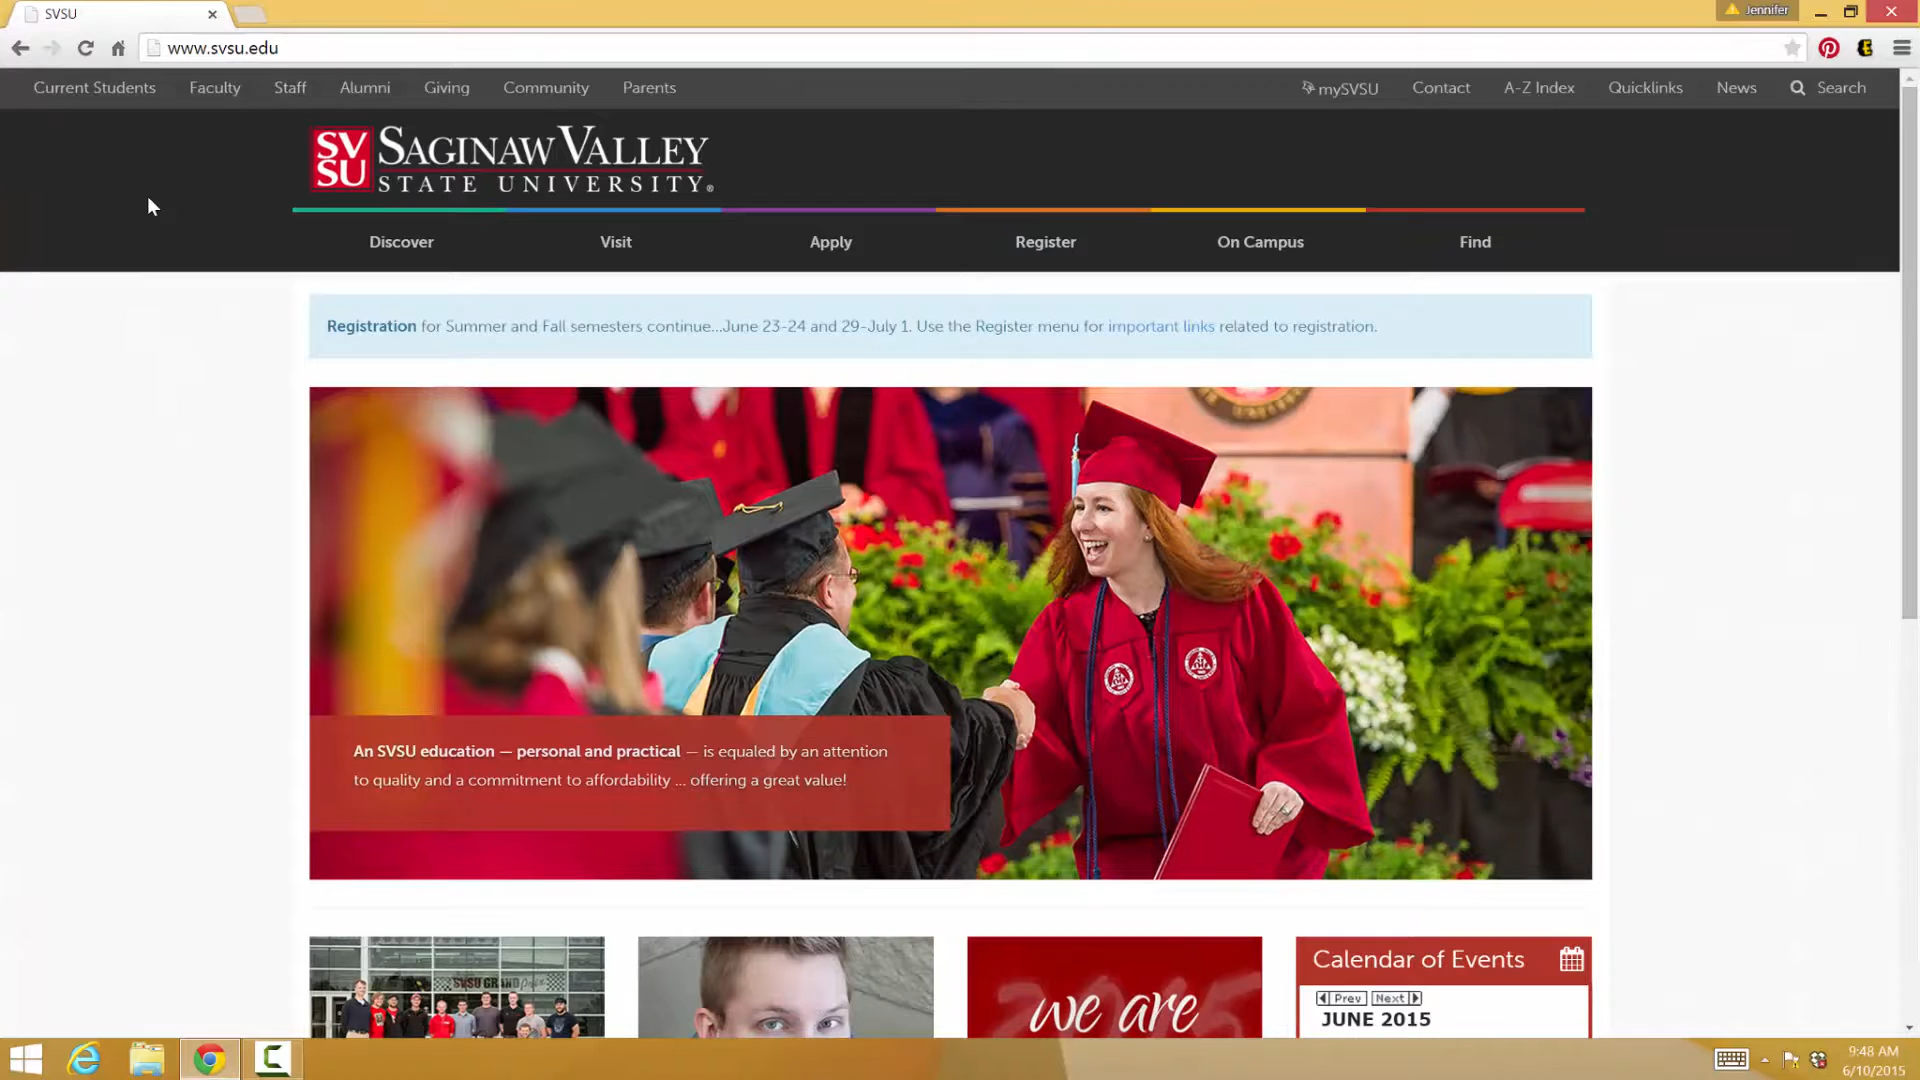 SVSU
Jennifer
www.svsu.edu
Current Students Faculty Staff Alumni Giving Community Parents mySVSU Contact A-Z Index Quicklinks News Search
SV
SU
SAGINAW VALLEY
STATE UNIVERSITY®
Discover Visit Apply Register On Campus Find
Registration for Summer and Fall semesters continue...June 23-24 and 29-July 1. Use the Register menu for important links related to registration.
An SVSU education — personal and practical — is equaled by an attention
to quality and a commitment to affordability ... offering a great value!
SVSU GRAND
we are
Calendar of Events
Prev Next
JUNE 2015
9:48 AM
6/10/2015